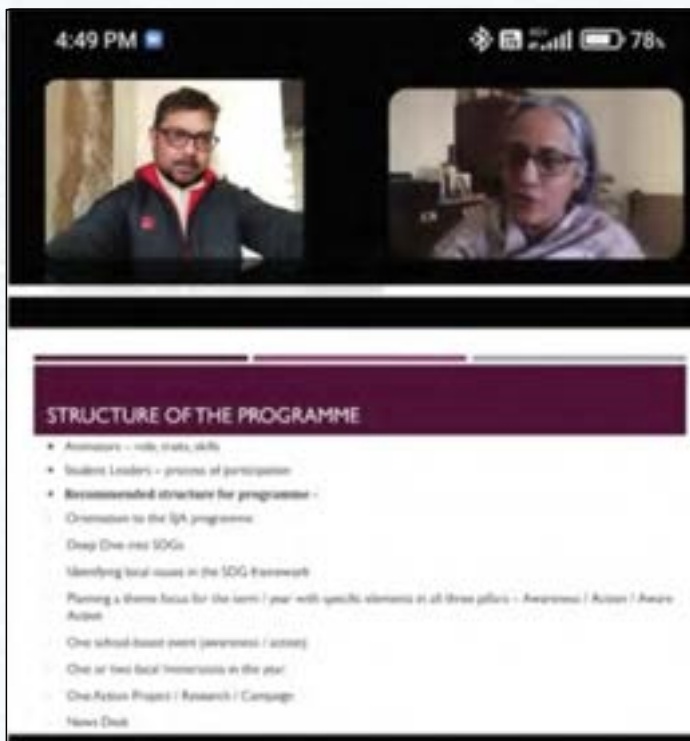 4:49 PM
78%
STRUCTURE OF THE PROGRAMME
• Animators – role, traits, skills
• Student Leaders – process of participation
• Recommended structure for programme -
Orientation to the SJA programme
Deep Dive into SDGs
Identifying local issues in the SDG framework
Planning a theme focus for the term / year with specific elements in all three pillars – Awareness / Action / Aware
Action
One school-based event (awareness / action)
One or two local Immersions in the year
One Action Project / Research / Campaign
News Desk